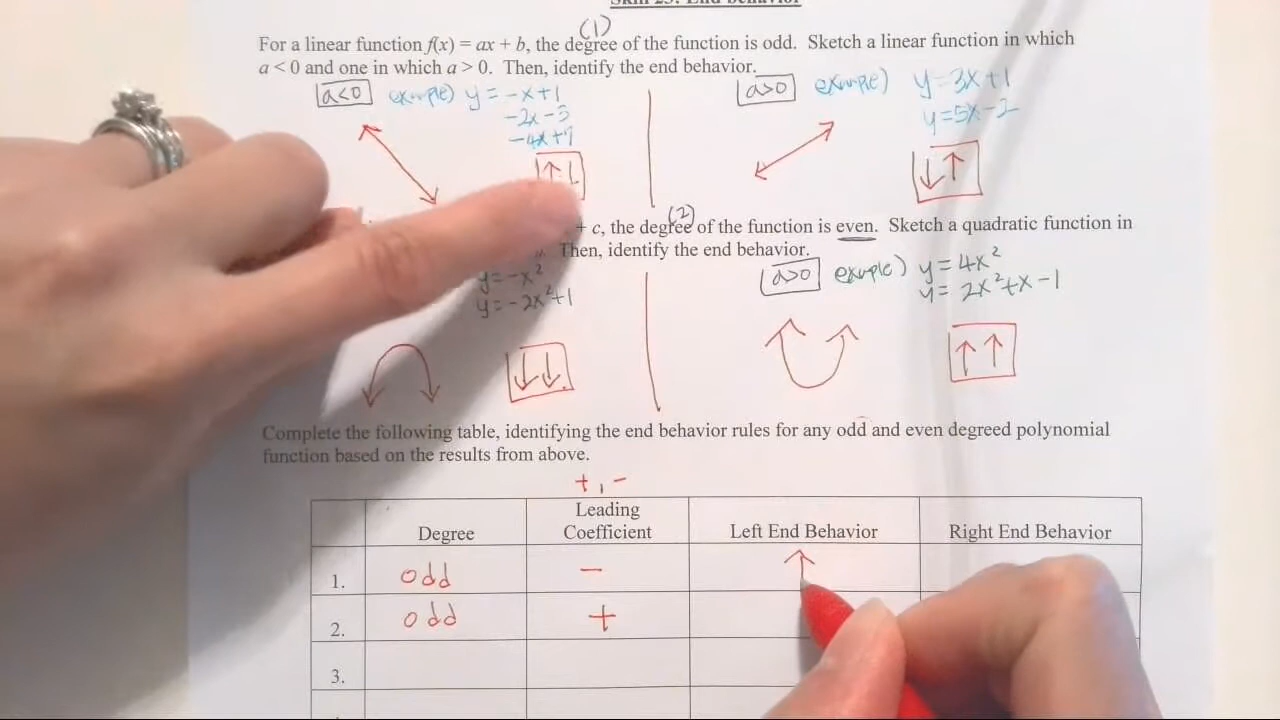 Skill 25: End behavior
(1)
For a linear function f(x) = ax + b, the degree of the function is odd. Sketch a linear function in which
a < 0 and one in which a > 0. Then, identify the end behavior.
a<0 example) y = -x+1
-2x-3
-4x+7
↑↓
a>0 example) y=3x+1
y=5x-2
↓↑
(2)
+ c, the degree of the function is even. Sketch a quadratic function in
Then, identify the end behavior.
y=-x²
y=-2x²+1
↓↓
a>0 example) y=4x²
y= 2x²+x-1
↑↑
Complete the following table, identifying the end behavior rules for any odd and even degreed polynomial
function based on the results from above.
+, -
Degree Leading Coefficient Left End Behavior Right End Behavior
1. odd - ↑
2. odd +
3.